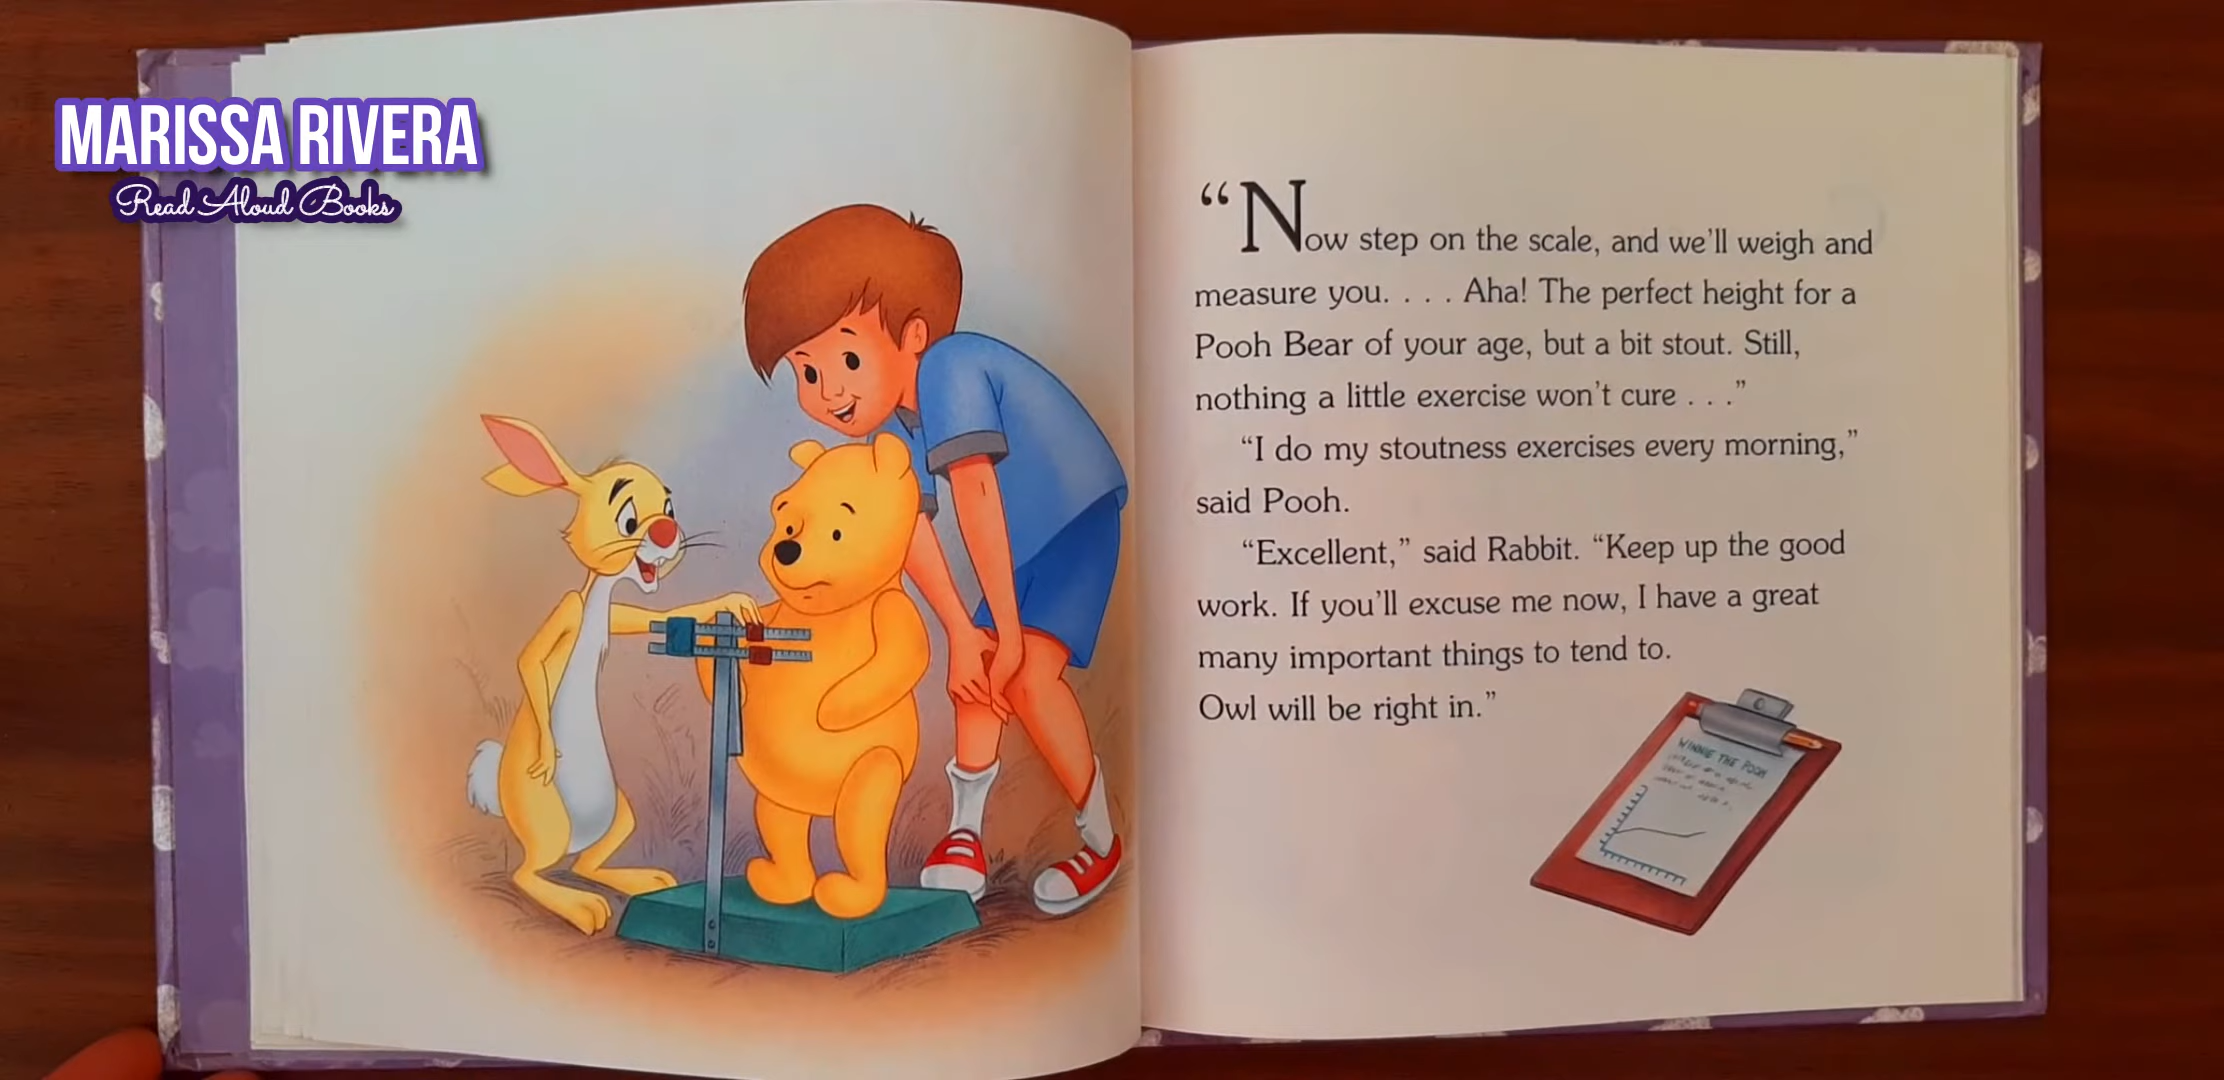 MARISSA RIVERA
Read Aloud Books
“Now step on the scale, and we’ll weigh and
measure you. . . . Aha! The perfect height for a
Pooh Bear of your age, but a bit stout. Still,
nothing a little exercise won’t cure . . .”
“I do my stoutness exercises every morning,”
said Pooh.
“Excellent,” said Rabbit. “Keep up the good
work. If you’ll excuse me now, I have a great
many important things to tend to.
Owl will be right in.”
WINNIE THE POOH